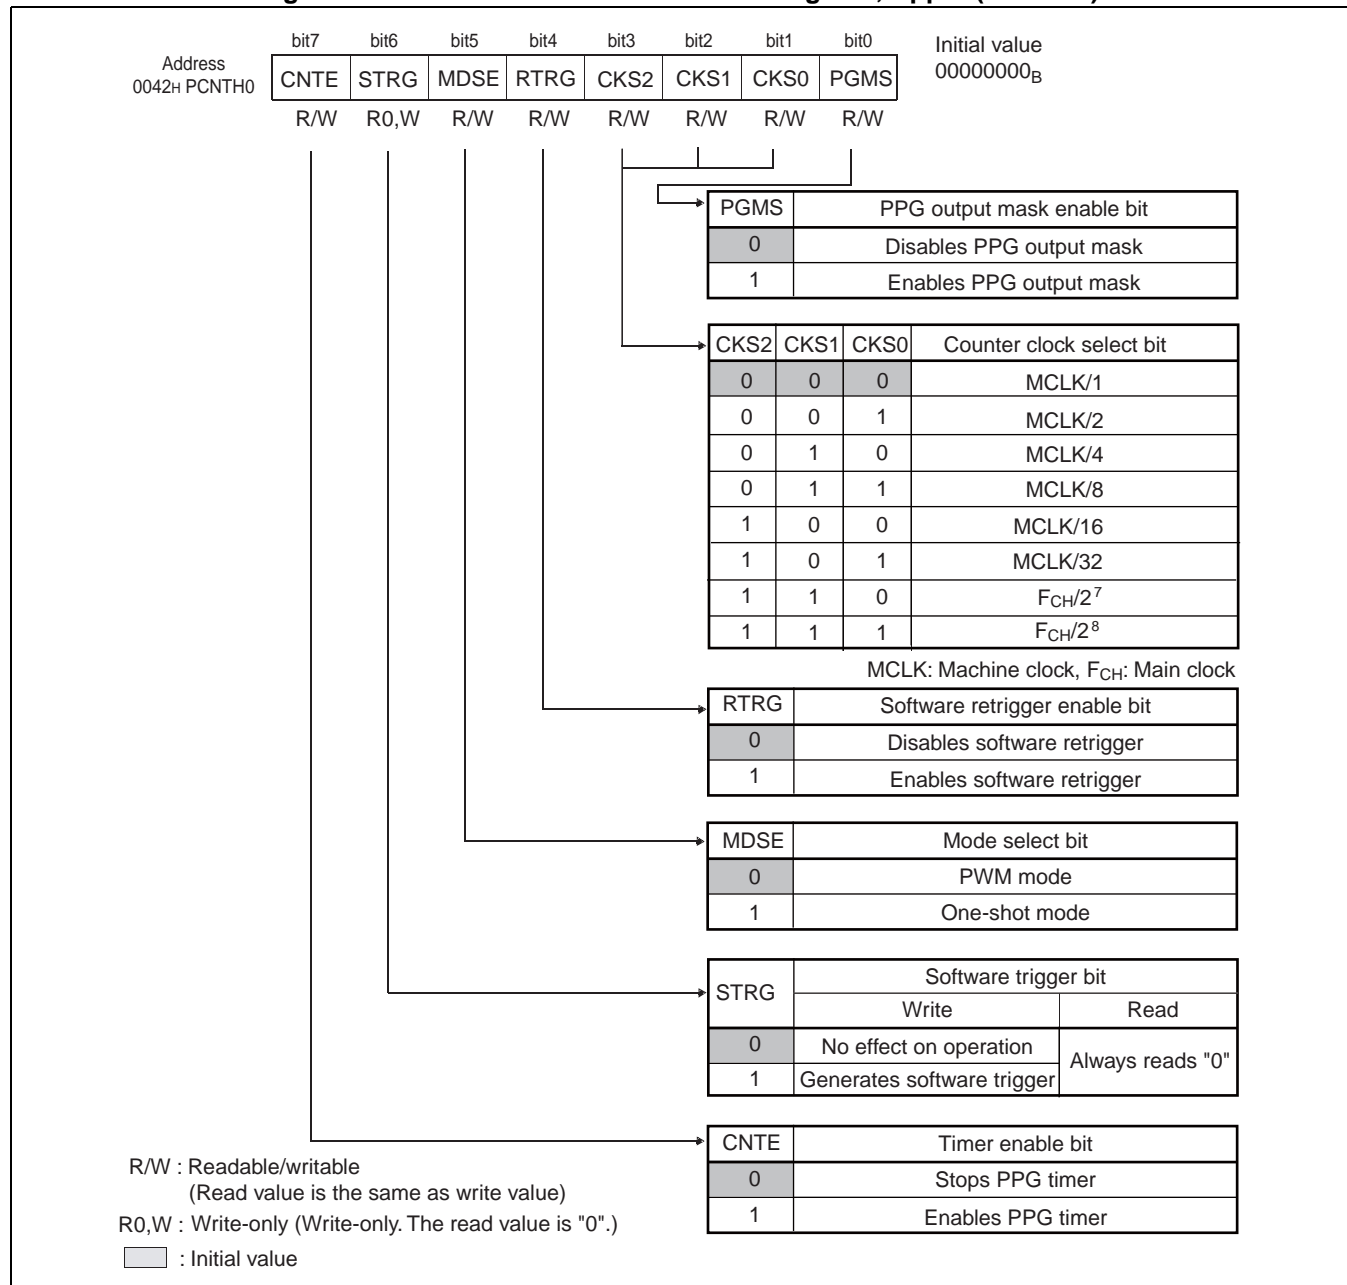 bit7 bit6 bit5 bit4 bit3 bit2 bit1 bit0 Initial value
Address
0042H PCNTH0 CNTE STRG MDSE RTRG CKS2 CKS1 CKS0 PGMS 00000000B
R/W R0,W R/W R/W R/W R/W R/W R/W
PGMS PPG output mask enable bit
0 Disables PPG output mask
1 Enables PPG output mask
CKS2 CKS1 CKS0 Counter clock select bit
0 0 0 MCLK/1
0 0 1 MCLK/2
0 1 0 MCLK/4
0 1 1 MCLK/8
1 0 0 MCLK/16
1 0 1 MCLK/32
1 1 0 FCH/2⁷
1 1 1 FCH/2⁸
MCLK: Machine clock, FCH: Main clock
RTRG Software retrigger enable bit
0 Disables software retrigger
1 Enables software retrigger
MDSE Mode select bit
0 PWM mode
1 One-shot mode
STRG Software trigger bit
Write Read
0 No effect on operation Always reads "0"
1 Generates software trigger
CNTE Timer enable bit
0 Stops PPG timer
1 Enables PPG timer
R/W : Readable/writable
(Read value is the same as write value)
R0,W : Write-only (Write-only. The read value is "0".)
: Initial value